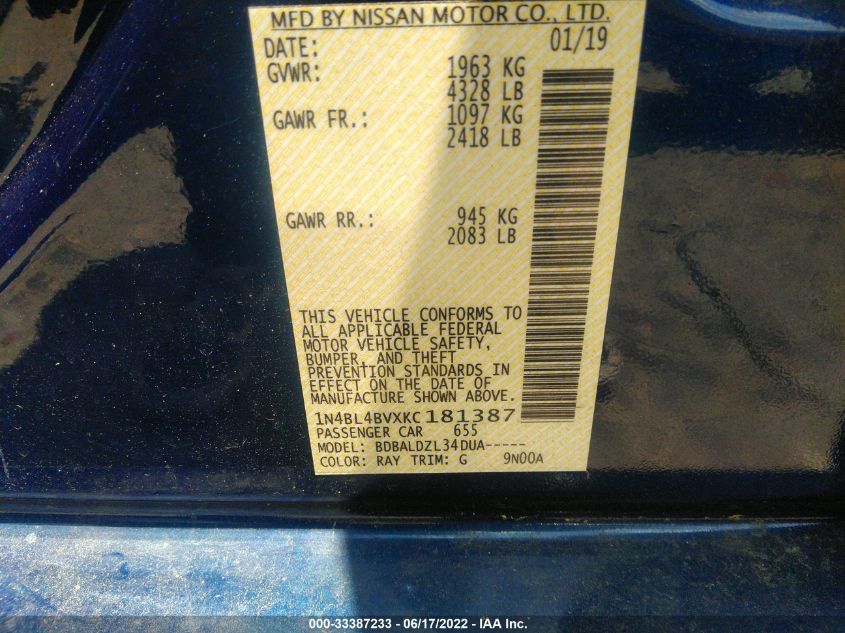 MFD BY NISSAN MOTOR CO., LTD.
DATE: 01/19
GVWR: 1963 KG
4328 LB
GAWR FR.: 1097 KG
2418 LB
GAWR RR.: 945 KG
2083 LB
THIS VEHICLE CONFORMS TO
ALL APPLICABLE FEDERAL
MOTOR VEHICLE SAFETY,
BUMPER, AND THEFT
PREVENTION STANDARDS IN
EFFECT ON THE DATE OF
MANUFACTURE SHOWN ABOVE.
1N4BL4BVXKC181387
PASSENGER CAR 655
MODEL: BDBALDZL34DUA-----
COLOR: RAY TRIM: G 9N00A
000-33387233 - 06/17/2022 - IAA Inc.